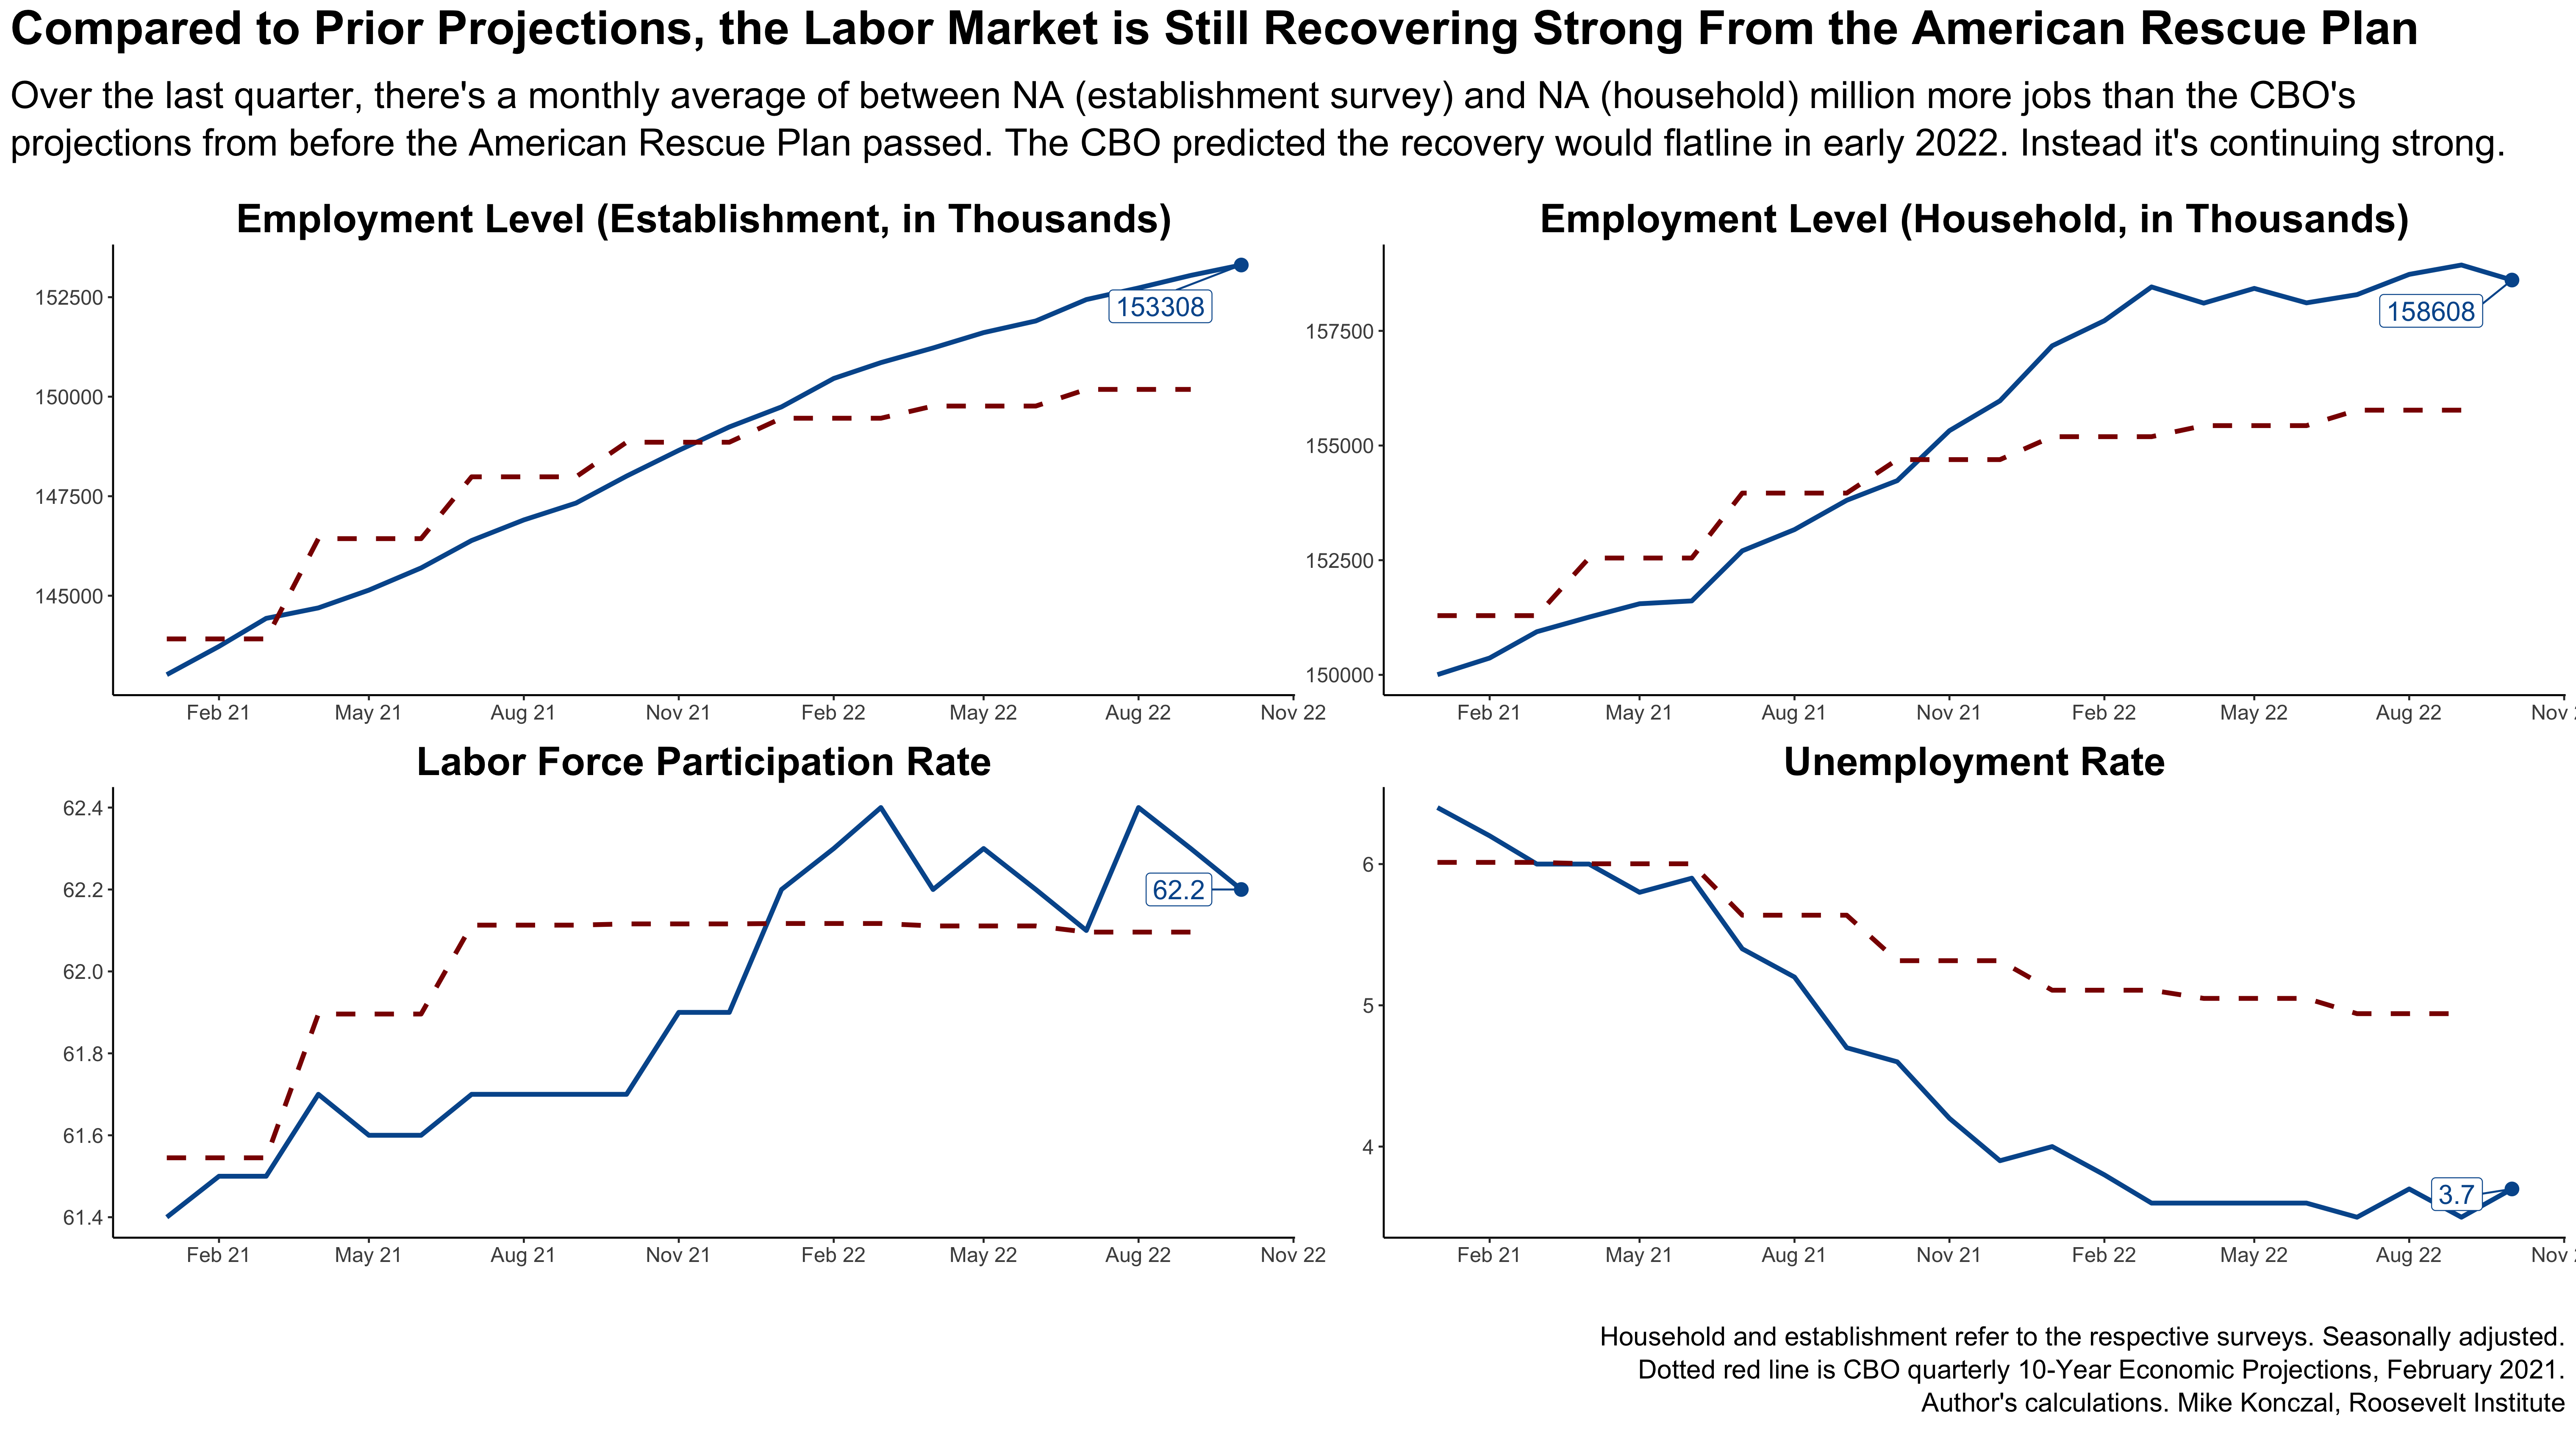 Compared to Prior Projections, the Labor Market is Still Recovering Strong From the American Rescue Plan
Over the last quarter, there's a monthly average of between NA (establishment survey) and NA (household) million more jobs than the CBO's
projections from before the American Rescue Plan passed. The CBO predicted the recovery would flatline in early 2022. Instead it's continuing strong.
Employment Level (Establishment, in Thousands)
152500
150000
147500
145000
153308
Feb 21 May 21 Aug 21 Nov 21 Feb 22 May 22 Aug 22 Nov 22
Employment Level (Household, in Thousands)
157500
155000
152500
150000
158608
Feb 21 May 21 Aug 21 Nov 21 Feb 22 May 22 Aug 22 Nov
Labor Force Participation Rate
62.4
62.2
62.0
61.8
61.6
61.4
62.2
Feb 21 May 21 Aug 21 Nov 21 Feb 22 May 22 Aug 22 Nov 22
Unemployment Rate
6
5
4
3.7
Feb 21 May 21 Aug 21 Nov 21 Feb 22 May 22 Aug 22 Nov
Household and establishment refer to the respective surveys. Seasonally adjusted.
Dotted red line is CBO quarterly 10-Year Economic Projections, February 2021.
Author's calculations. Mike Konczal, Roosevelt Institute